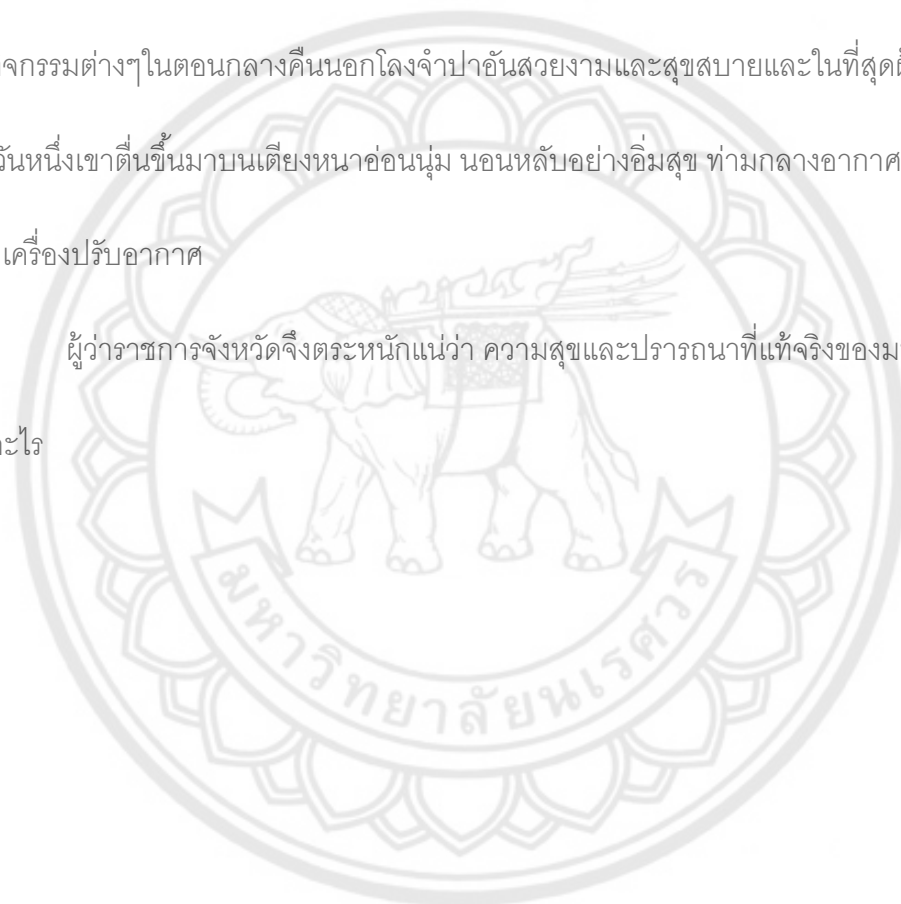 จกรรมต่างๆในตอนกลางคืนนอกโลงจำปาอันสวยงามและสุขสบายและในที่สุด
วันหนึ่งเขาตื่นขึ้นมาบนเตียงหนาอ่อนนุ่ม นอนหลับอย่างอิ่มสุข ท่ามกลางอากาศ
เครื่องปรับอากาศ
ผู้ว่าราชการจังหวัดจึงตระหนักแน่ว่า ความสุขและปรารถนาที่แท้จริงของม
อะไร
มหาวิทยาลัยนเรศวร